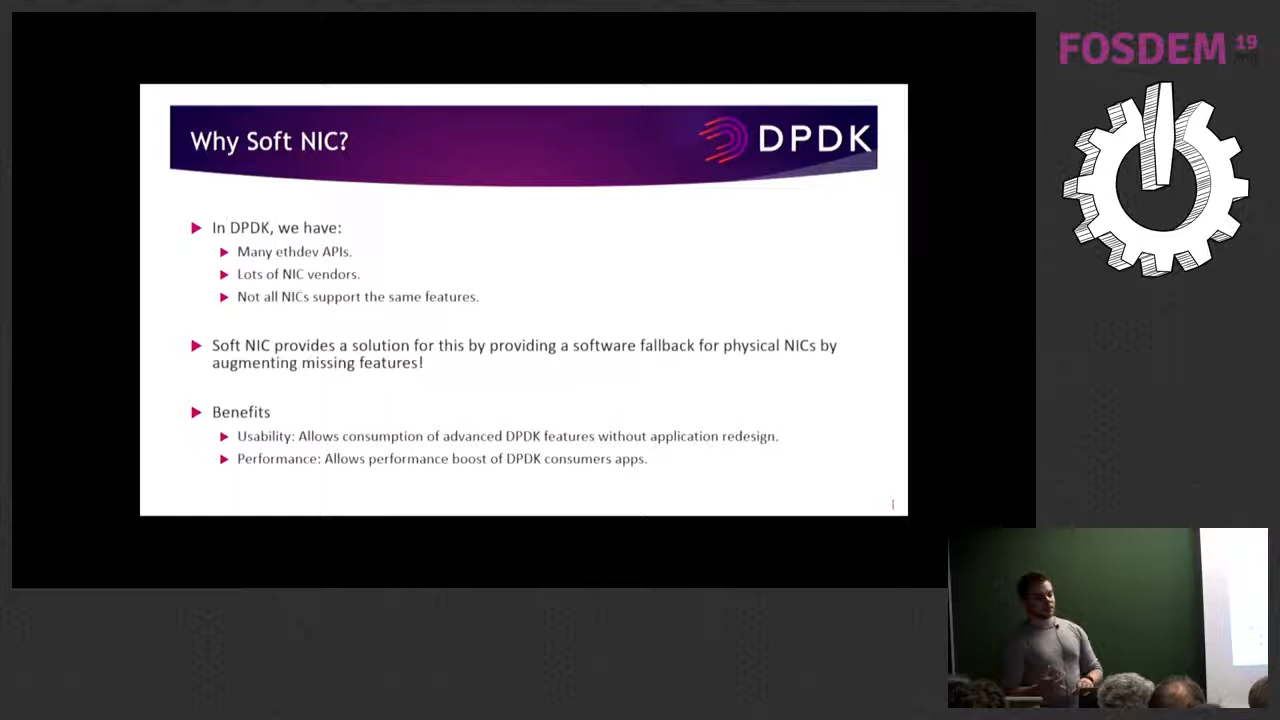 FOSDEM 19
Why Soft NIC?
DPDK
In DPDK, we have:
Many ethdev APIs.
Lots of NIC vendors.
Not all NICs support the same features.
Soft NIC provides a solution for this by providing a software fallback for physical NICs by
augmenting missing features!
Benefits
Usability: Allows consumption of advanced DPDK features without application redesign.
Performance: Allows performance boost of DPDK consumers apps.